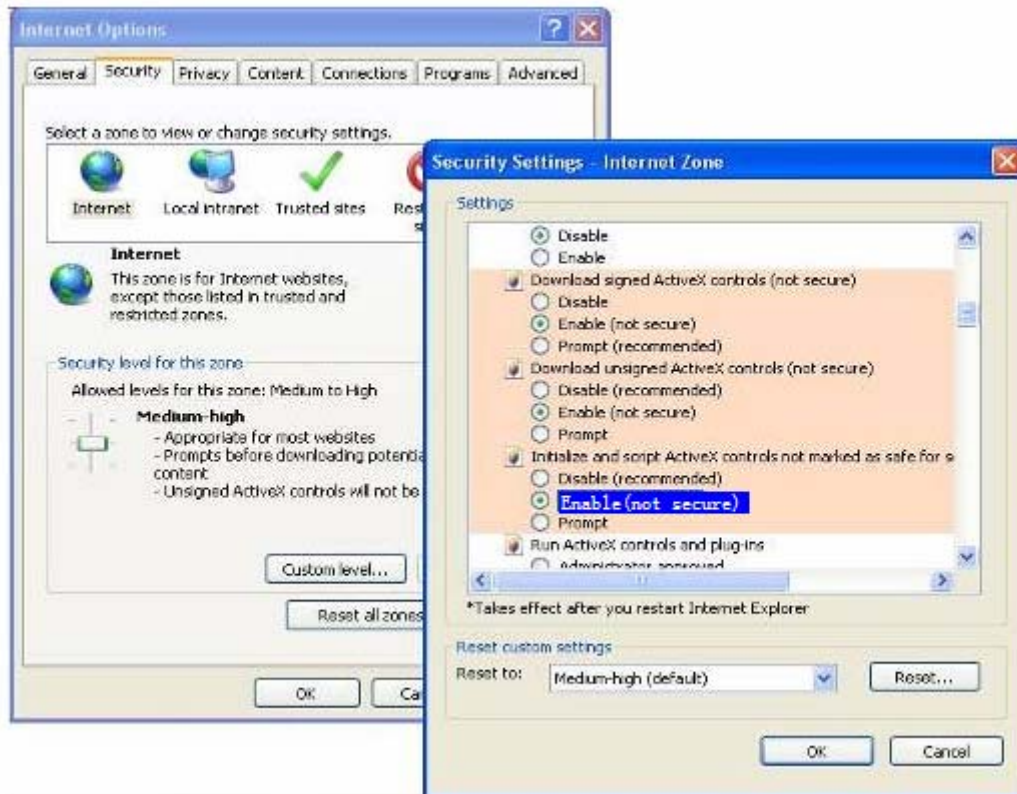 Internet Options
General Security Privacy Content Connections Programs Advanced
Select a zone to view or change security settings.
Internet Local intranet Trusted sites
Internet
This zone is for Internet websites,
except those listed in trusted and
restricted zones.
Security level for this zone
Allowed levels for this zone: Medium to High
Medium-high
- Appropriate for most websites
- Prompts before downloading potentia
content
- Unsigned ActiveX controls will not be
Custom level...
Reset all zones
OK Ca
Security Settings - Internet Zone
Settings
Disable
Enable
Download signed ActiveX controls (not secure)
Disable
Enable (not secure)
Prompt (recommended)
Download unsigned ActiveX controls (not secure)
Disable (recommended)
Enable (not secure)
Prompt
Initialize and script ActiveX controls not marked as safe for s
Disable (recommended)
Enable(not secure)
Prompt
Run ActiveX controls and plug-ins
Administrator approved
*Takes effect after you restart Internet Explorer
Reset custom settings
Reset to: Medium-high (default) Reset...
OK Cancel